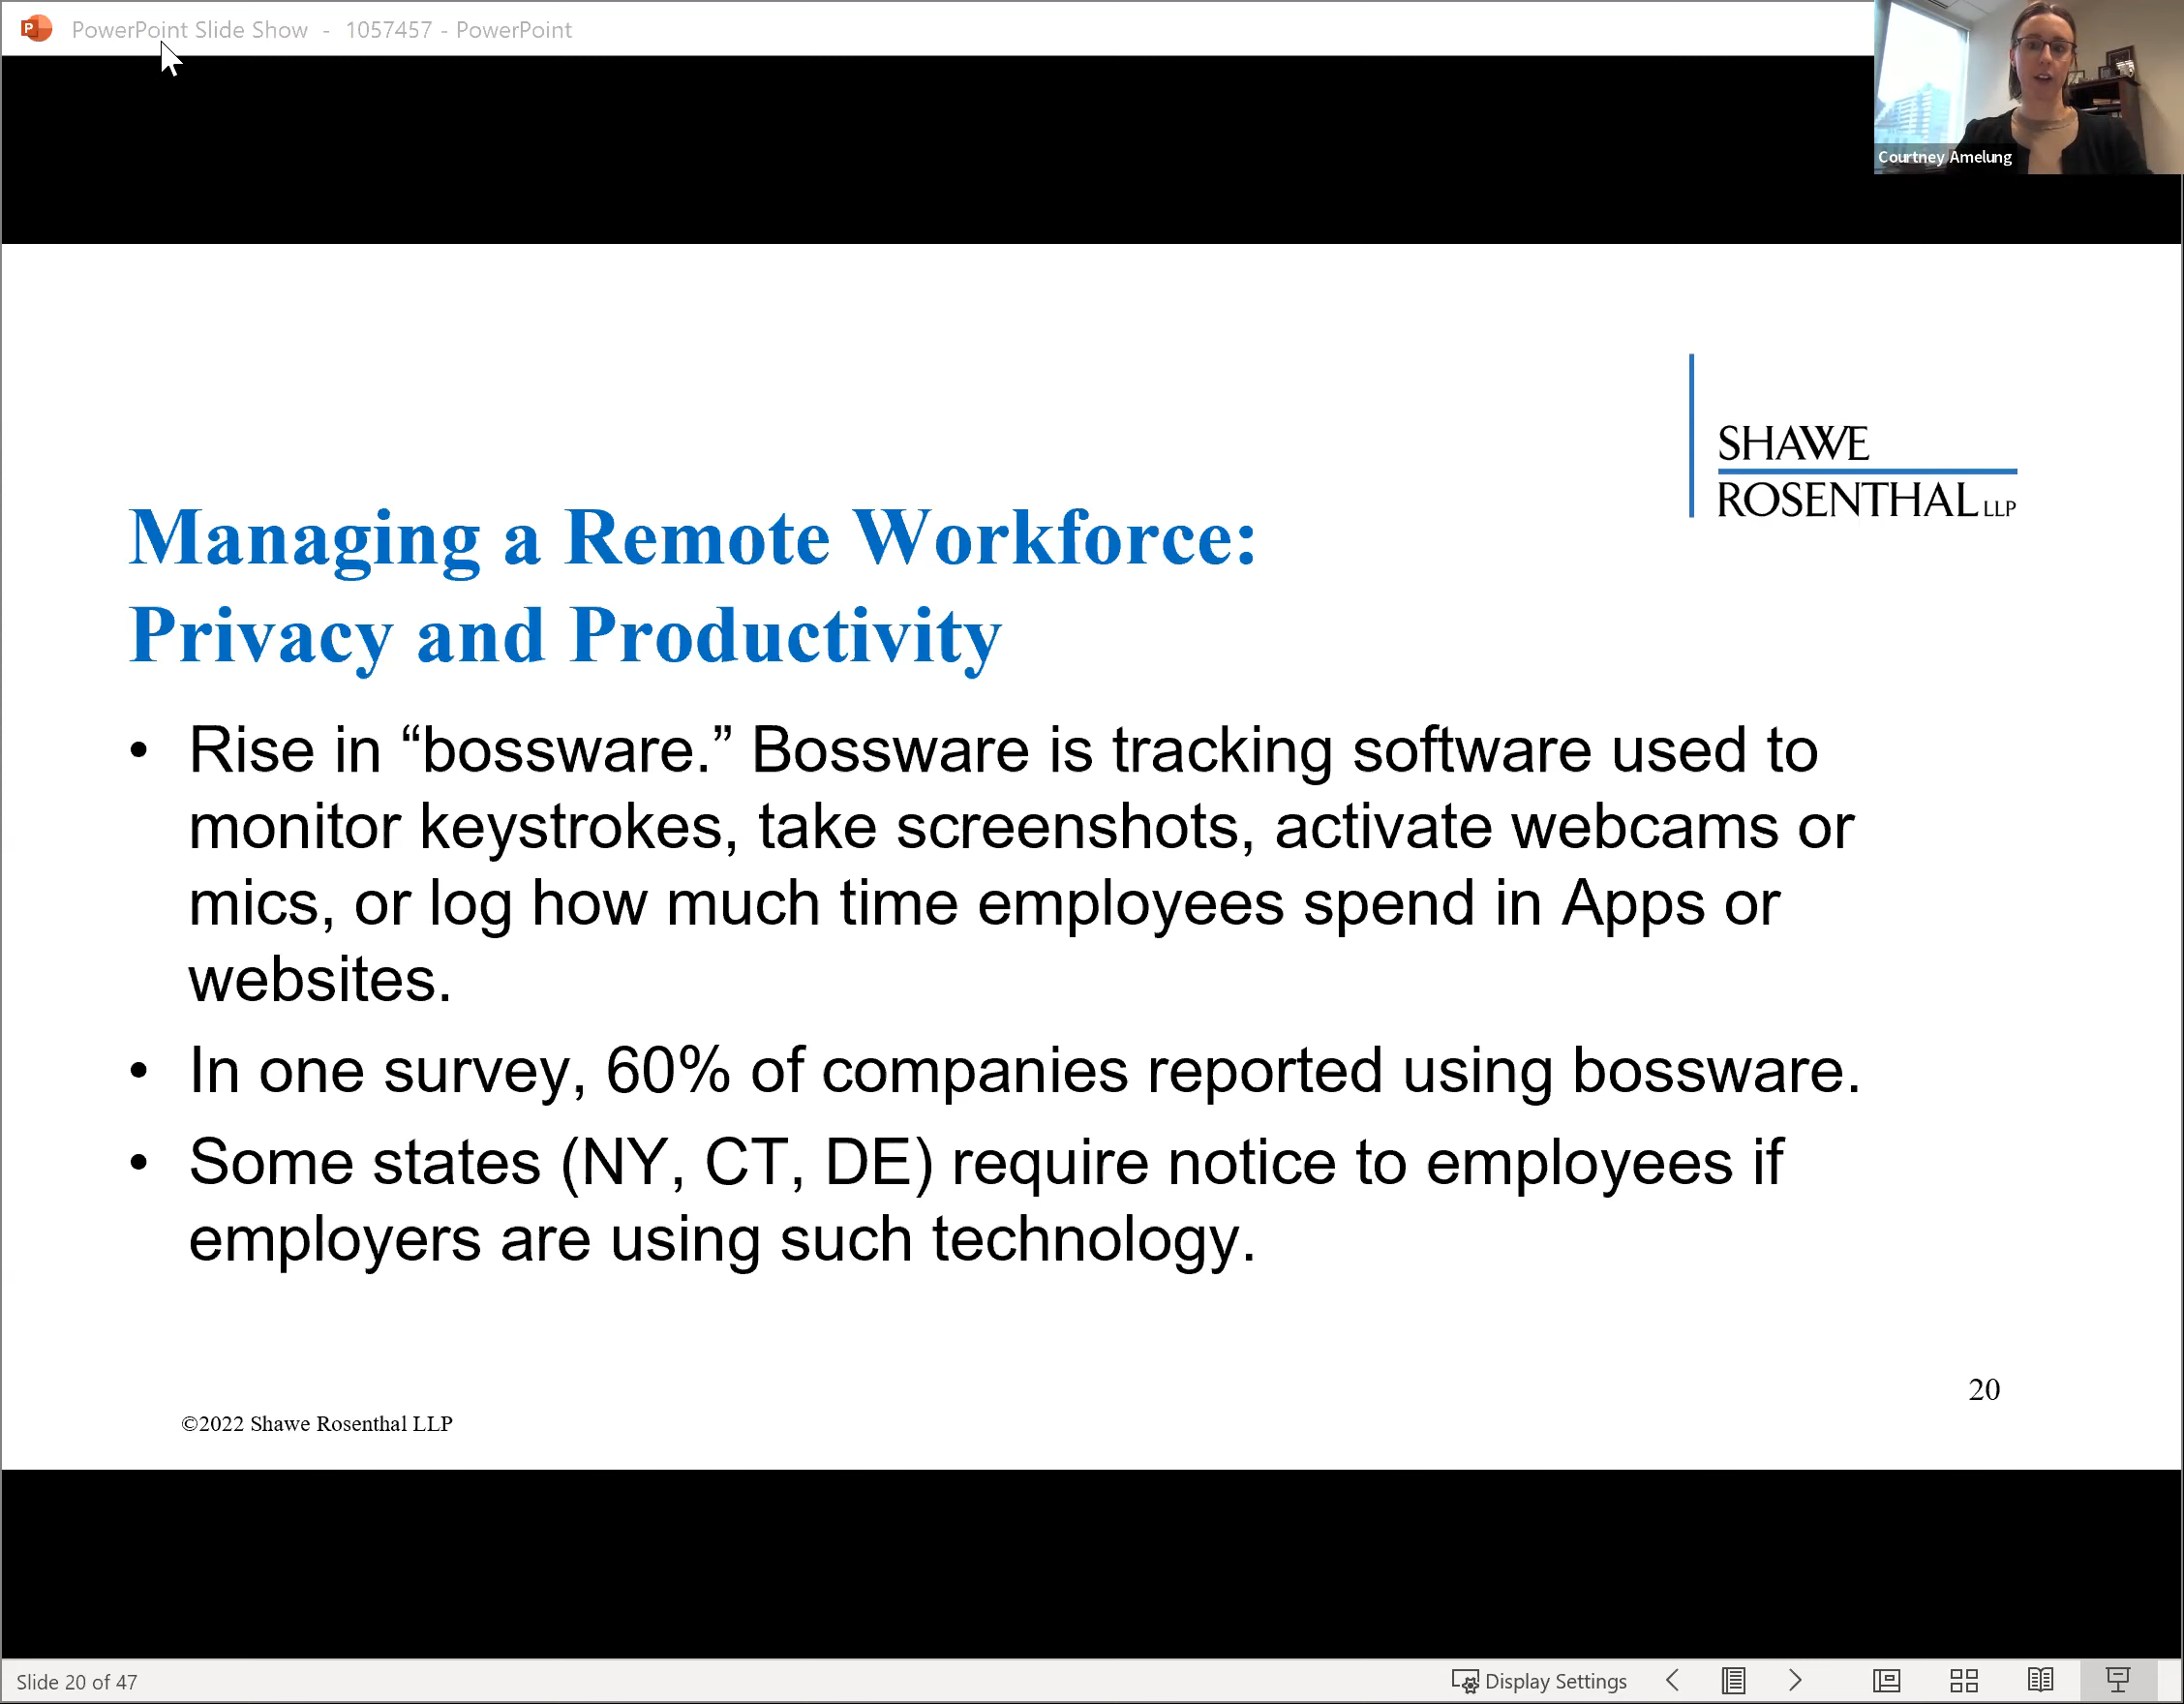 PowerPoint Slide Show - 1057457 - PowerPoint
Courtney Amelung
SHAWE
ROSENTHAL LLP
Managing a Remote Workforce:
Privacy and Productivity
• Rise in “bossware.” Bossware is tracking software used to
monitor keystrokes, take screenshots, activate webcams or
mics, or log how much time employees spend in Apps or
websites.
• In one survey, 60% of companies reported using bossware.
• Some states (NY, CT, DE) require notice to employees if
employers are using such technology.
20
©2022 Shawe Rosenthal LLP
Slide 20 of 47
Display Settings